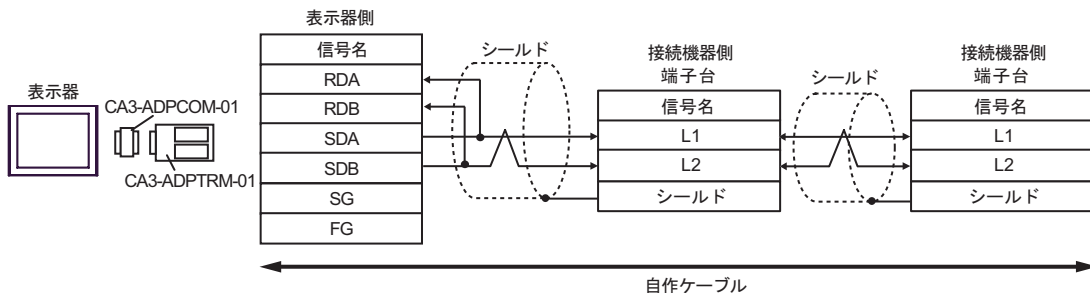 表示器
CA3-ADPCOM-01
CA3-ADPTRM-01
表示器側
信号名
RDA
RDB
SDA
SDB
SG
FG
シールド
接続機器側
端子台
信号名
L1
L2
シールド
シールド
接続機器側
端子台
信号名
L1
L2
シールド
自作ケーブル